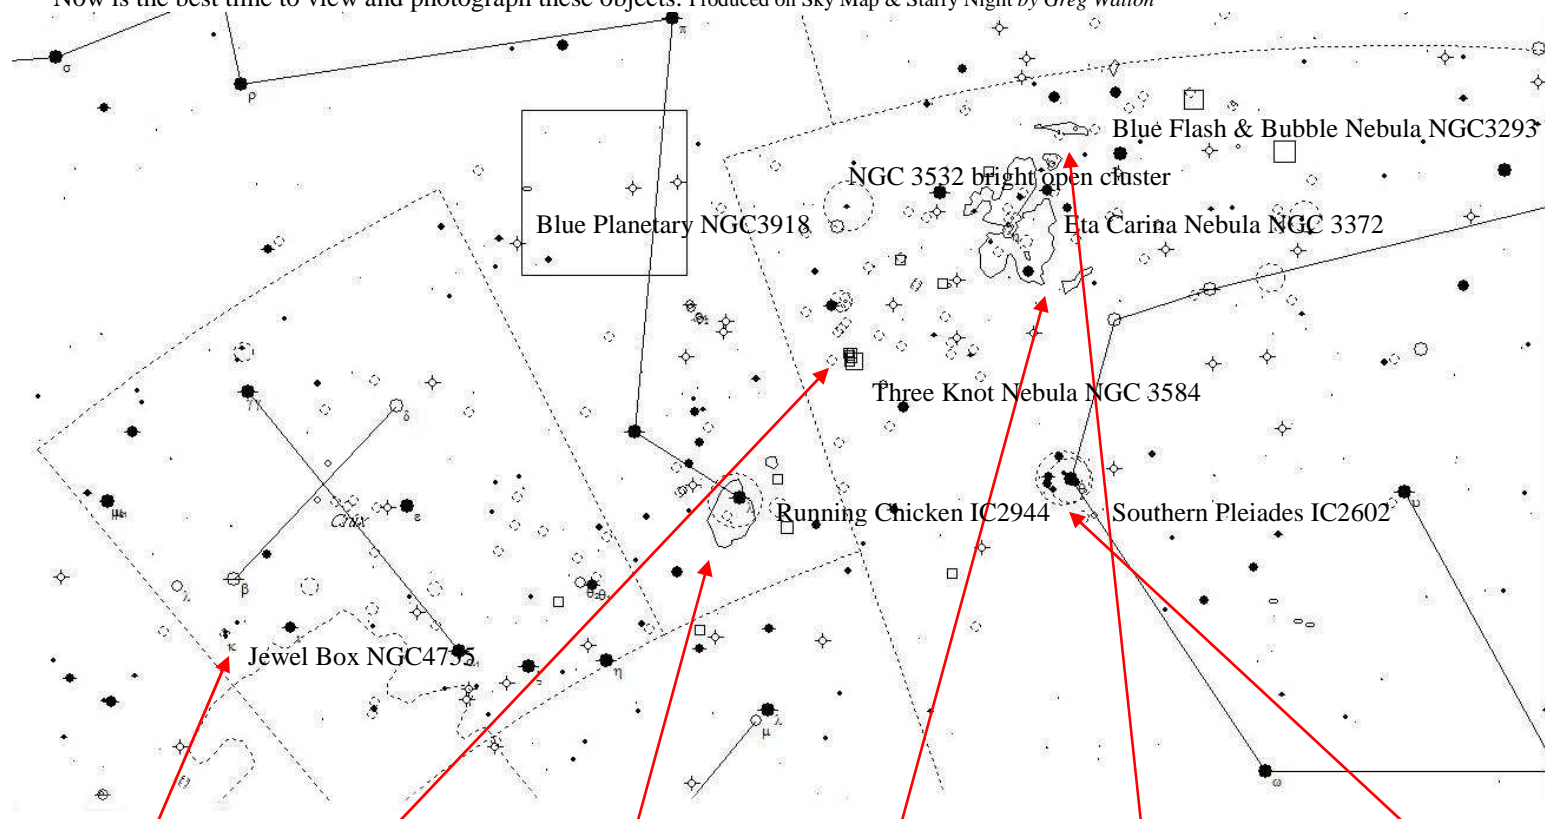 Now is the best time to view and photograph these objects. Produced on Sky Map & Starry Night by Greg Walton
π
σ
ρ
Blue Flash & Bubble Nebula NGC3293
NGC 3532 bright open cluster
Blue Planetary NGC3918
Eta Carina Nebula NGC 3372
Three Knot Nebula NGC 3584
δ
Running Chicken IC2944
Southern Pleiades IC2602
υ
Crux
ε
λ
β
θ2θ1
κ
Jewel Box NGC4755
η
λ
μ
ω